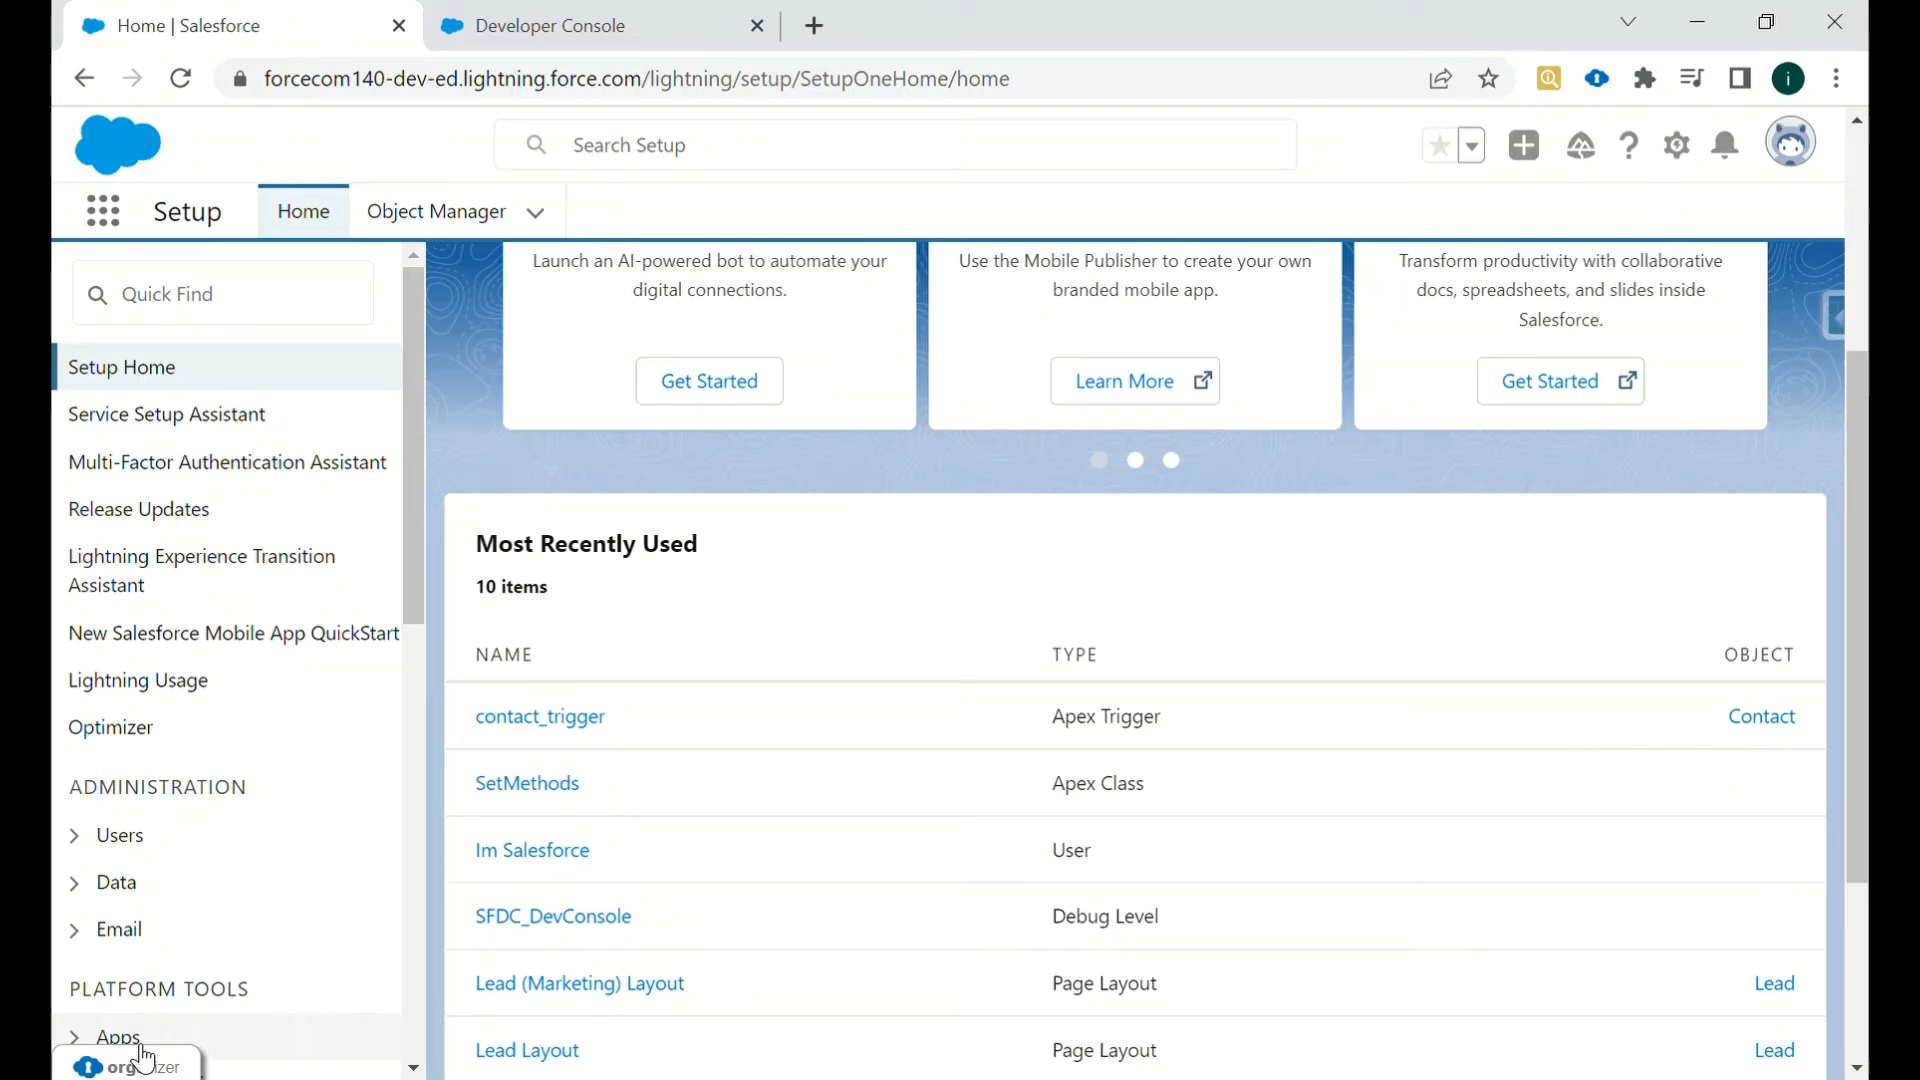 Home | Salesforce
Developer Console
forcecom140-dev-ed.lightning.force.com/lightning/setup/SetupOneHome/home
i
Search Setup
Setup
Home
Object Manager
Quick Find
Setup Home
Service Setup Assistant
Multi-Factor Authentication Assistant
Release Updates
Lightning Experience Transition
Assistant
New Salesforce Mobile App QuickStart
Lightning Usage
Optimizer
ADMINISTRATION
Users
Data
Email
PLATFORM TOOLS
Apps
Launch an AI-powered bot to automate your
digital connections.
Get Started
Use the Mobile Publisher to create your own
branded mobile app.
Learn More
Transform productivity with collaborative
docs, spreadsheets, and slides inside
Salesforce.
Get Started
Most Recently Used
10 items
NAME TYPE OBJECT
contact_trigger Apex Trigger Contact
SetMethods Apex Class
Im Salesforce User
SFDC_DevConsole Debug Level
Lead (Marketing) Layout Page Layout Lead
Lead Layout Page Layout Lead